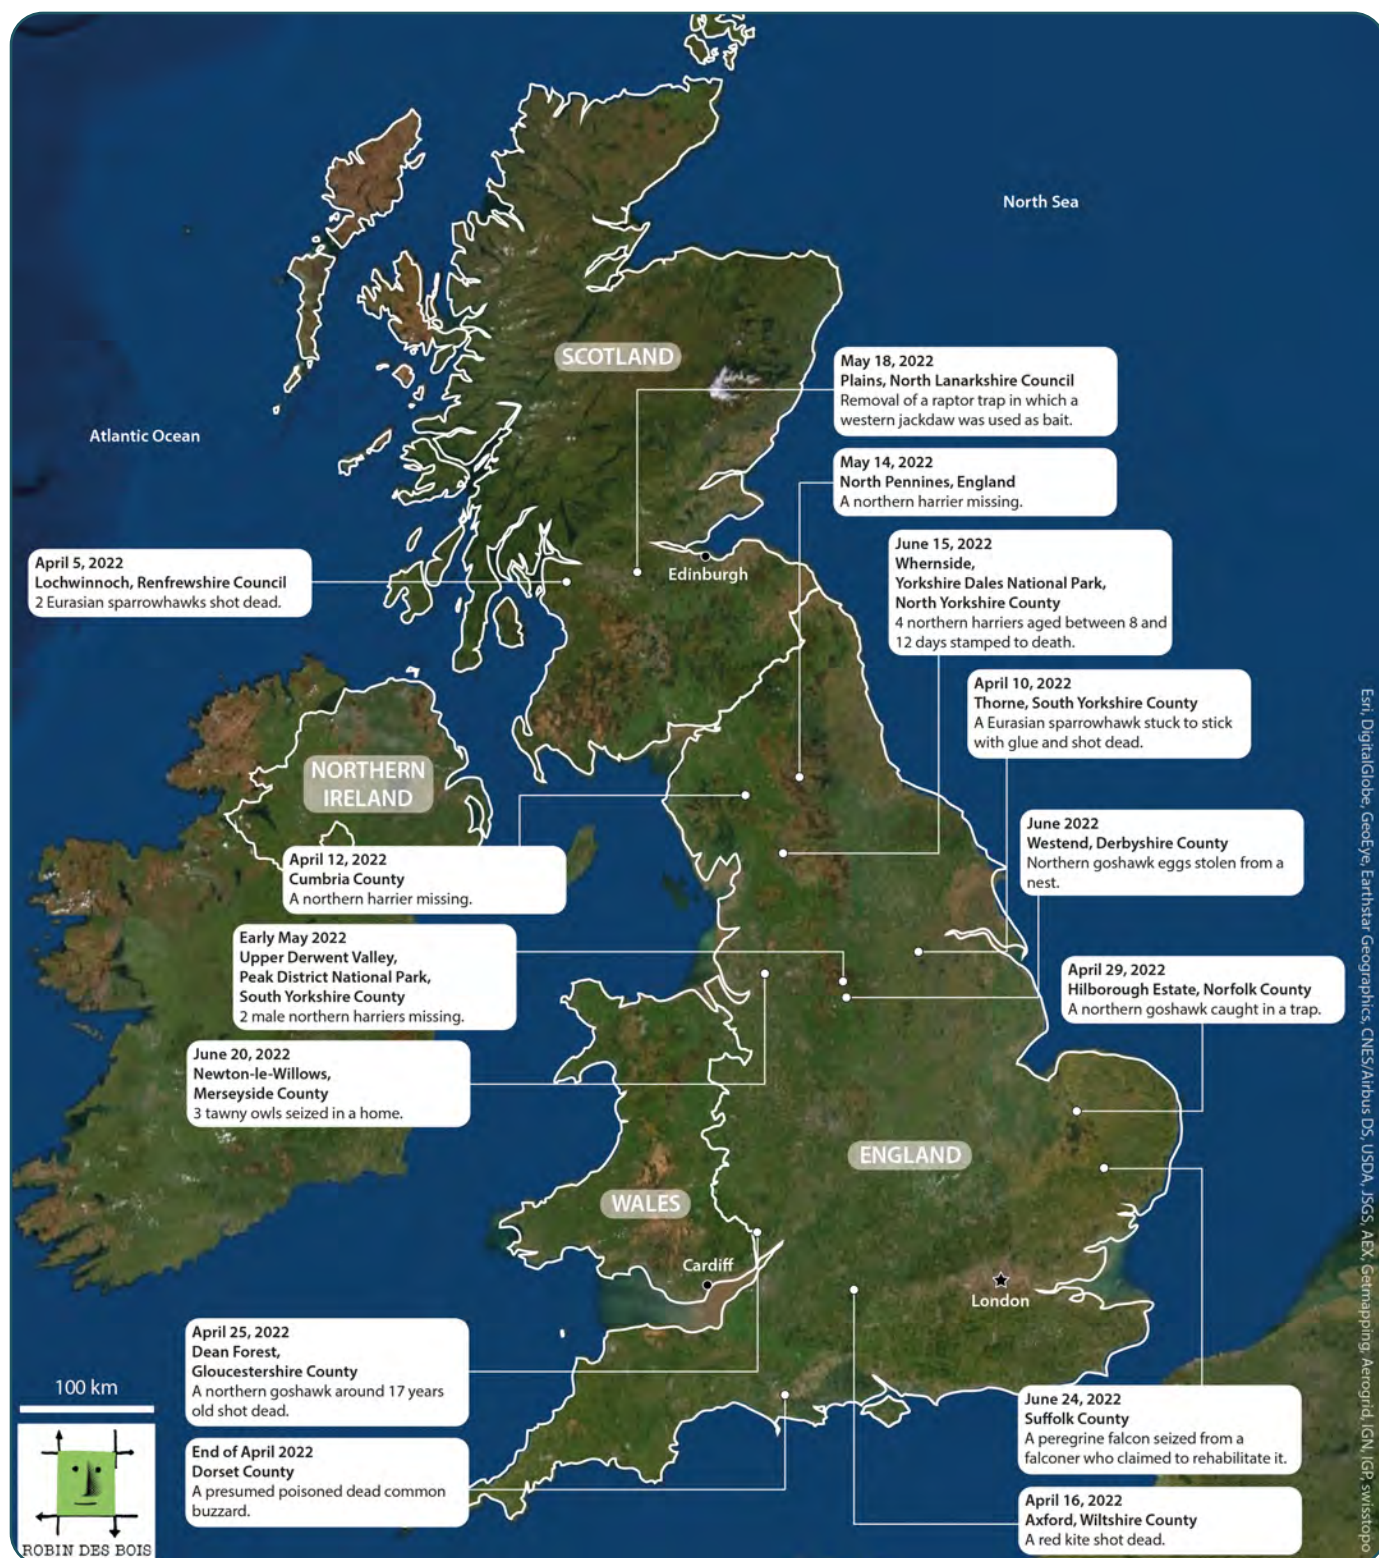 North Sea
SCOTLAND
May 18, 2022
Plains, North Lanarkshire Council
Removal of a raptor trap in which a
western jackdaw was used as bait.
Atlantic Ocean
May 14, 2022
North Pennines, England
A northern harrier missing.
June 15, 2022
Whernside,
Yorkshire Dales National Park,
North Yorkshire County
4 northern harriers aged between 8 and
12 days stamped to death.
April 5, 2022
Lochwinnoch, Renfrewshire Council
2 Eurasian sparrowhawks shot dead.
Edinburgh
April 10, 2022
Thorne, South Yorkshire County
A Eurasian sparrowhawk stuck to stick
with glue and shot dead.
NORTHERN
IRELAND
June 2022
Westend, Derbyshire County
Northern goshawk eggs stolen from a
nest.
April 12, 2022
Cumbria County
A northern harrier missing.
Early May 2022
Upper Derwent Valley,
Peak District National Park,
South Yorkshire County
2 male northern harriers missing.
April 29, 2022
Hilborough Estate, Norfolk County
A northern goshawk caught in a trap.
June 20, 2022
Newton-le-Willows,
Merseyside County
3 tawny owls seized in a home.
ENGLAND
WALES
Cardiff
London
April 25, 2022
Dean Forest,
Gloucestershire County
A northern goshawk around 17 years
old shot dead.
100 km
June 24, 2022
Suffolk County
A peregrine falcon seized from a
falconer who claimed to rehabilitate it.
End of April 2022
Dorset County
A presumed poisoned dead common
buzzard.
April 16, 2022
Axford, Wiltshire County
A red kite shot dead.
ROBIN DES BOIS
Esri, DigitalGlobe, GeoEye, Earthstar Geographics, CNES/Airbus DS, USDA, JSGS, AEX, Getmapping, Aerogrid, IGN, IGP, swisstopo